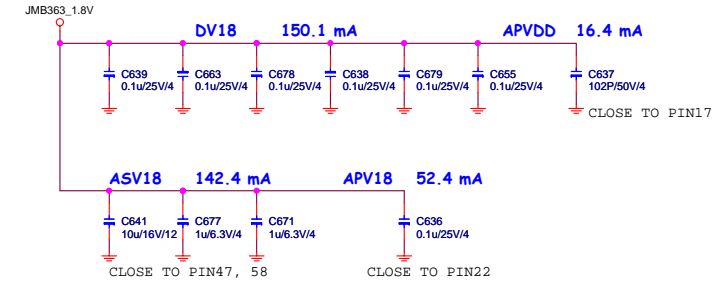 JMB363_1.8V
DV18 150.1 mA APVDD 16.4 mA
C639 C663 C678 C638 C679 C655 C637
0.1u/25V/4 0.1u/25V/4 0.1u/25V/4 0.1u/25V/4 0.1u/25V/4 0.1u/25V/4 102P/50V/4
CLOSE TO PIN17
ASV18 142.4 mA APV18 52.4 mA
C641 C677 C671 C636
10u/16V/12 1u/6.3V/4 1u/6.3V/4 0.1u/25V/4
CLOSE TO PIN47, 58 CLOSE TO PIN22